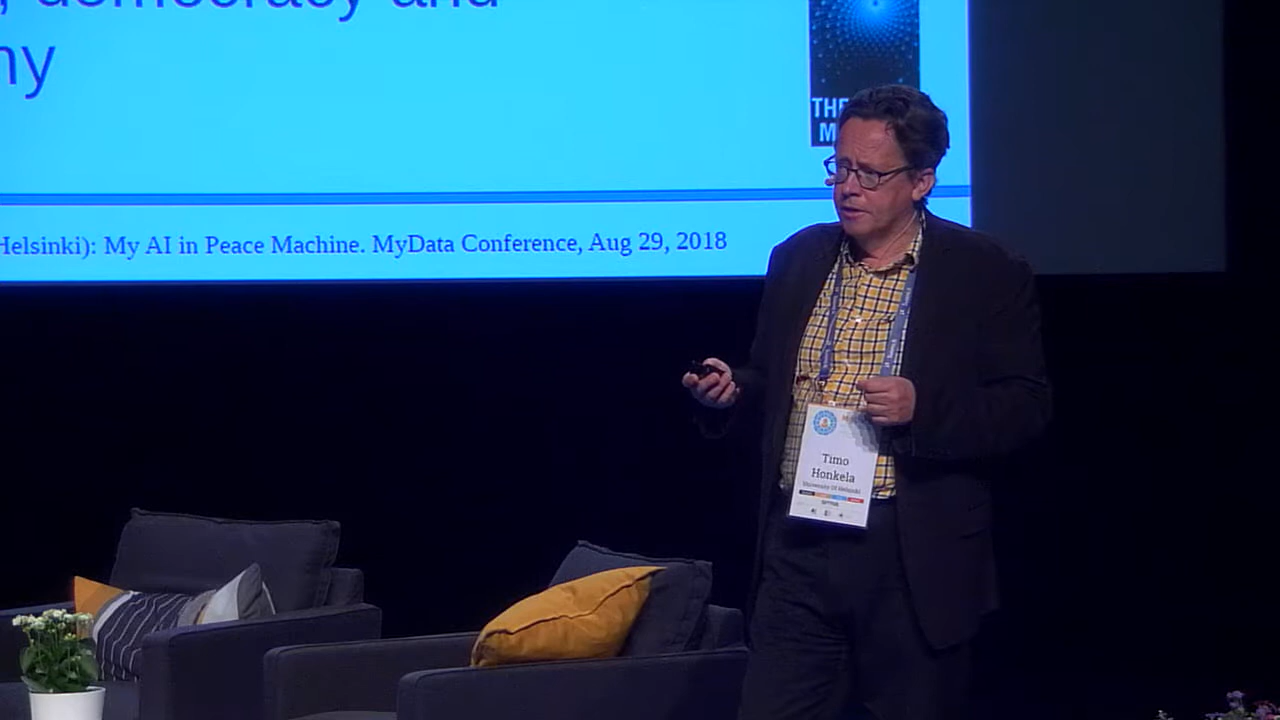 democracy and
ny
THE
M
Helsinki): My AI in Peace Machine. MyData Conference, Aug 29, 2018
Timo
Honkela
University Of Helsinki